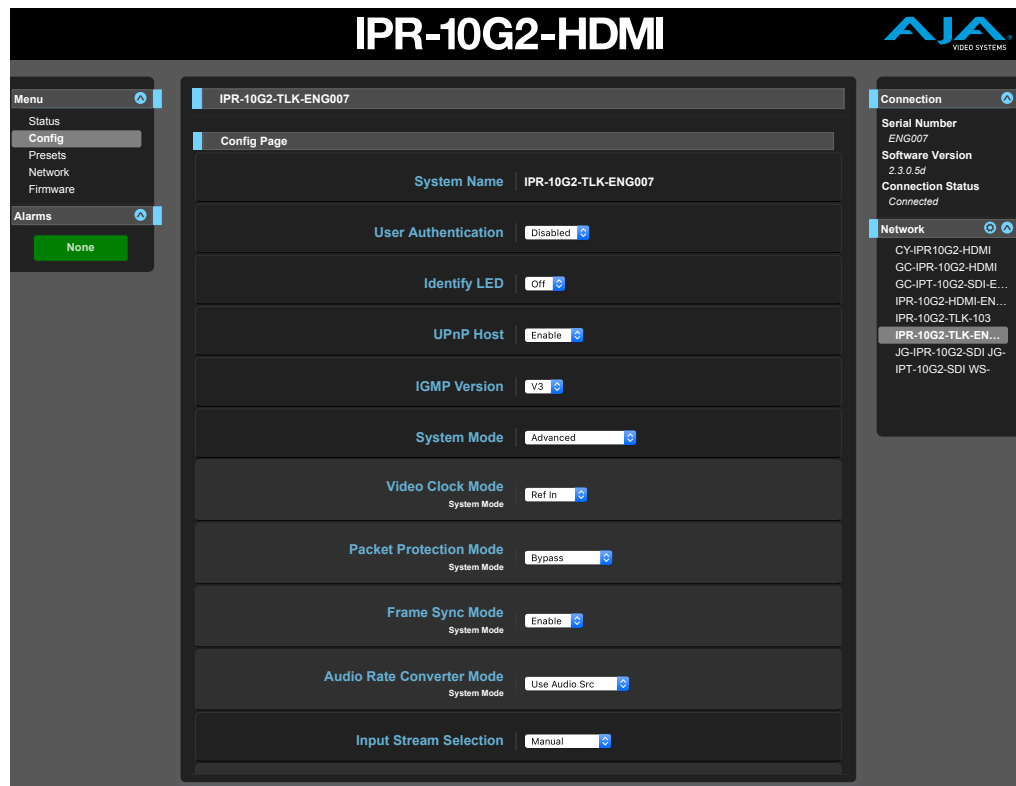 IPR-10G2-HDMI
AJA
VIDEO SYSTEMS
Menu
Status
Config
Presets
Network
Firmware
Alarms
None
IPR-10G2-TLK-ENG007
Config Page
System Name IPR-10G2-TLK-ENG007
User Authentication Disabled
Identify LED Off
UPnP Host Enable
IGMP Version V3
System Mode Advanced
Video Clock Mode Ref In
System Mode
Packet Protection Mode Bypass
System Mode
Frame Sync Mode Enable
System Mode
Audio Rate Converter Mode Use Audio Src
System Mode
Input Stream Selection Manual
Connection
Serial Number
ENG007
Software Version
2.3.0.5d
Connection Status
Connected
Network
CY-IPR10G2-HDMI
GC-IPR-10G2-HDMI
GC-IPT-10G2-SDI-E...
IPR-10G2-HDMI-EN...
IPR-10G2-TLK-103
IPR-10G2-TLK-EN...
JG-IPR-10G2-SDI JG-
IPT-10G2-SDI WS-